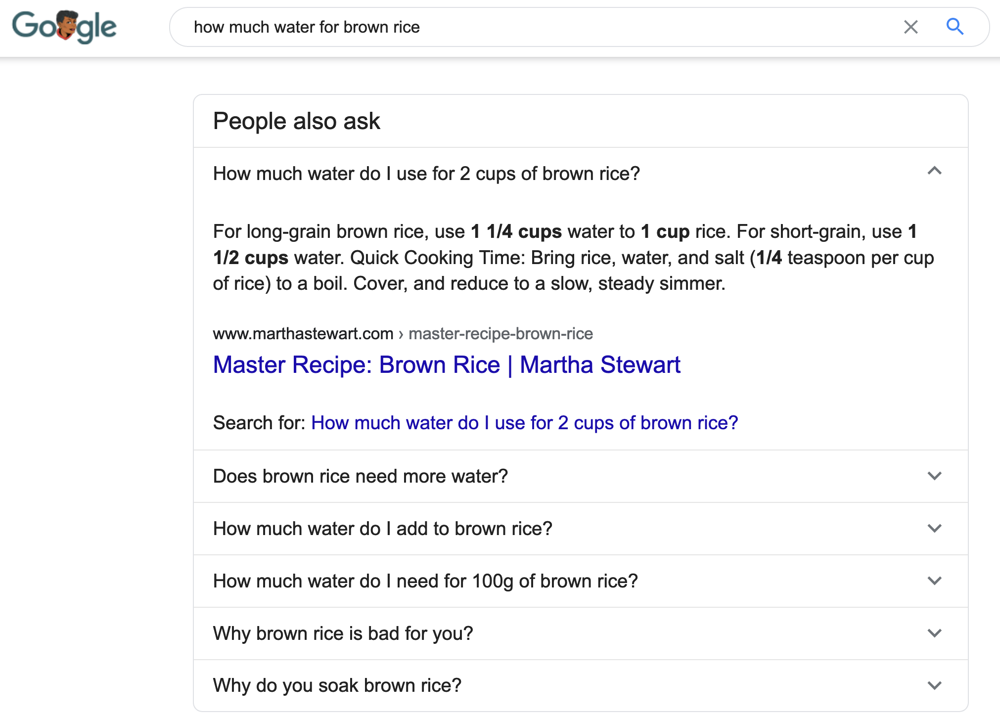 Google
how much water for brown rice
People also ask
How much water do I use for 2 cups of brown rice?
For long-grain brown rice, use 1 1/4 cups water to 1 cup rice. For short-grain, use 1
1/2 cups water. Quick Cooking Time: Bring rice, water, and salt (1/4 teaspoon per cup
of rice) to a boil. Cover, and reduce to a slow, steady simmer.
www.marthastewart.com › master-recipe-brown-rice
Master Recipe: Brown Rice | Martha Stewart
Search for: How much water do I use for 2 cups of brown rice?
Does brown rice need more water?
How much water do I add to brown rice?
How much water do I need for 100g of brown rice?
Why brown rice is bad for you?
Why do you soak brown rice?